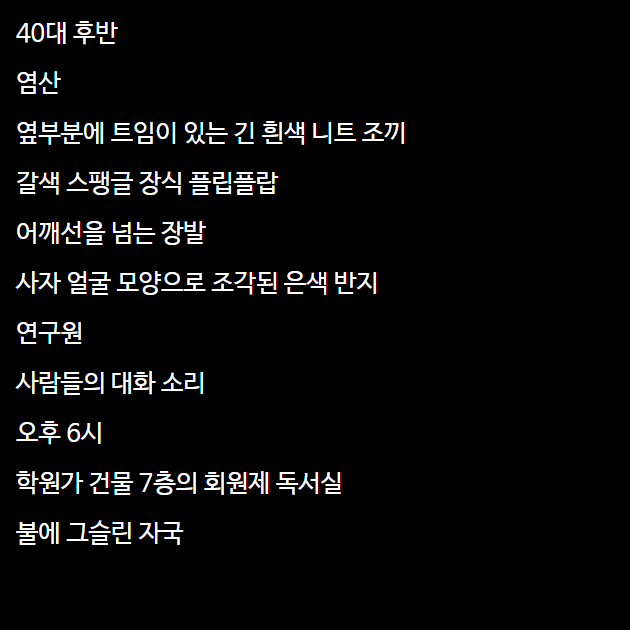 40대 후반
염산
옆부분에 트임이 있는 긴 흰색 니트 조끼
갈색 스팽글 장식 플립플랍
어깨선을 넘는 장발
사자 얼굴 모양으로 조각된 은색 반지
연구원
사람들의 대화 소리
오후 6시
학원가 건물 7층의 회원제 독서실
불에 그슬린 자국